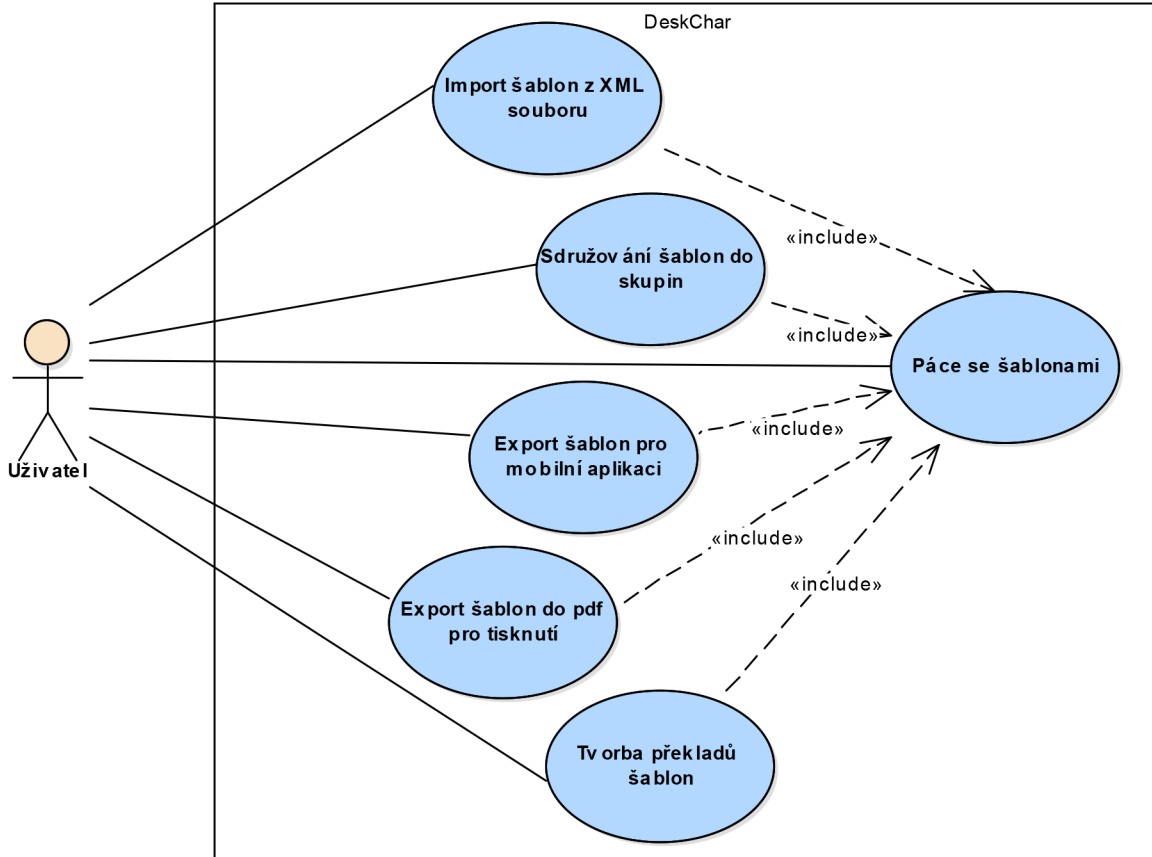 DeskChar
Import šablon z XML
souboru
«include»
Sdružování šablon do
skupin
«include»
Páce se šablonami
«include»
Export šablon pro
mobilní aplikaci
Uživatel
«include»
«include»
Export šablon do pdf
pro tisknutí
Tvorba překladů
šablon